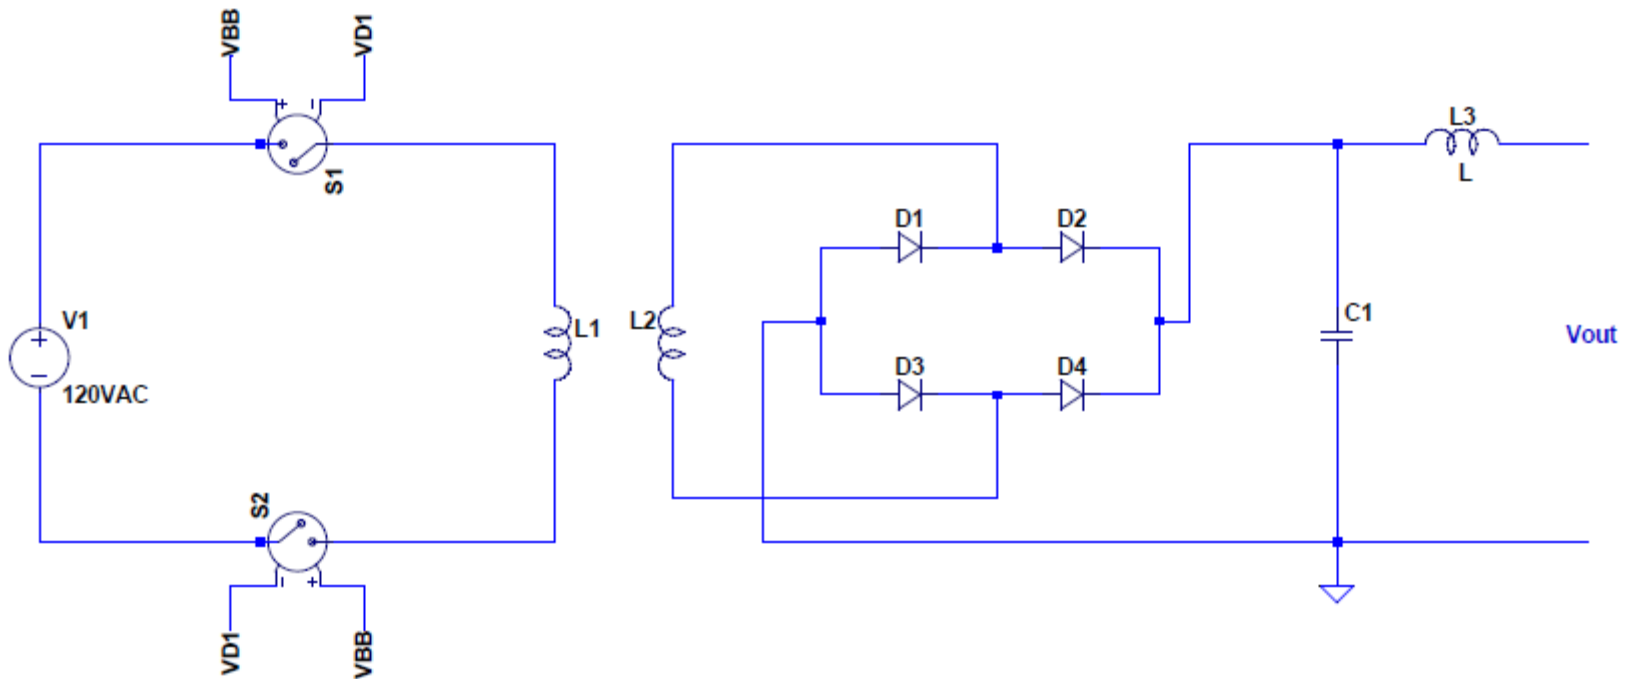 VBB
VD1
+
S1
L3
L
D1
D2
V1
+
120VAC
L1
L2
C1
Vout
D3
D4
S2
+
VD1
VBB